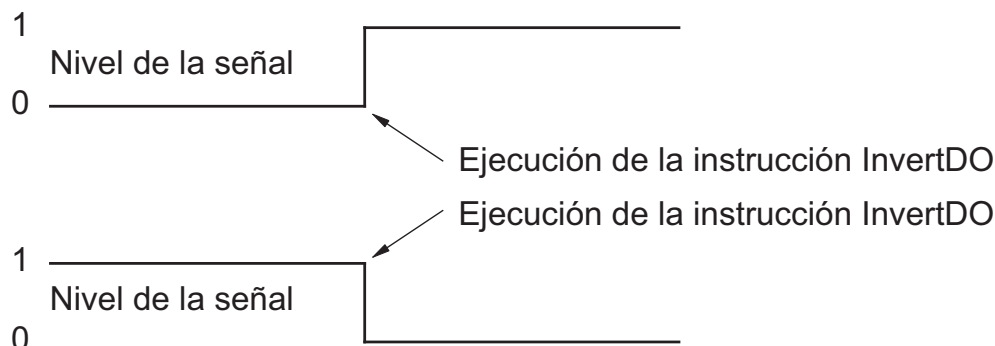 1
Nivel de la señal
0
Ejecución de la instrucción InvertDO
Ejecución de la instrucción InvertDO
1
Nivel de la señal
0